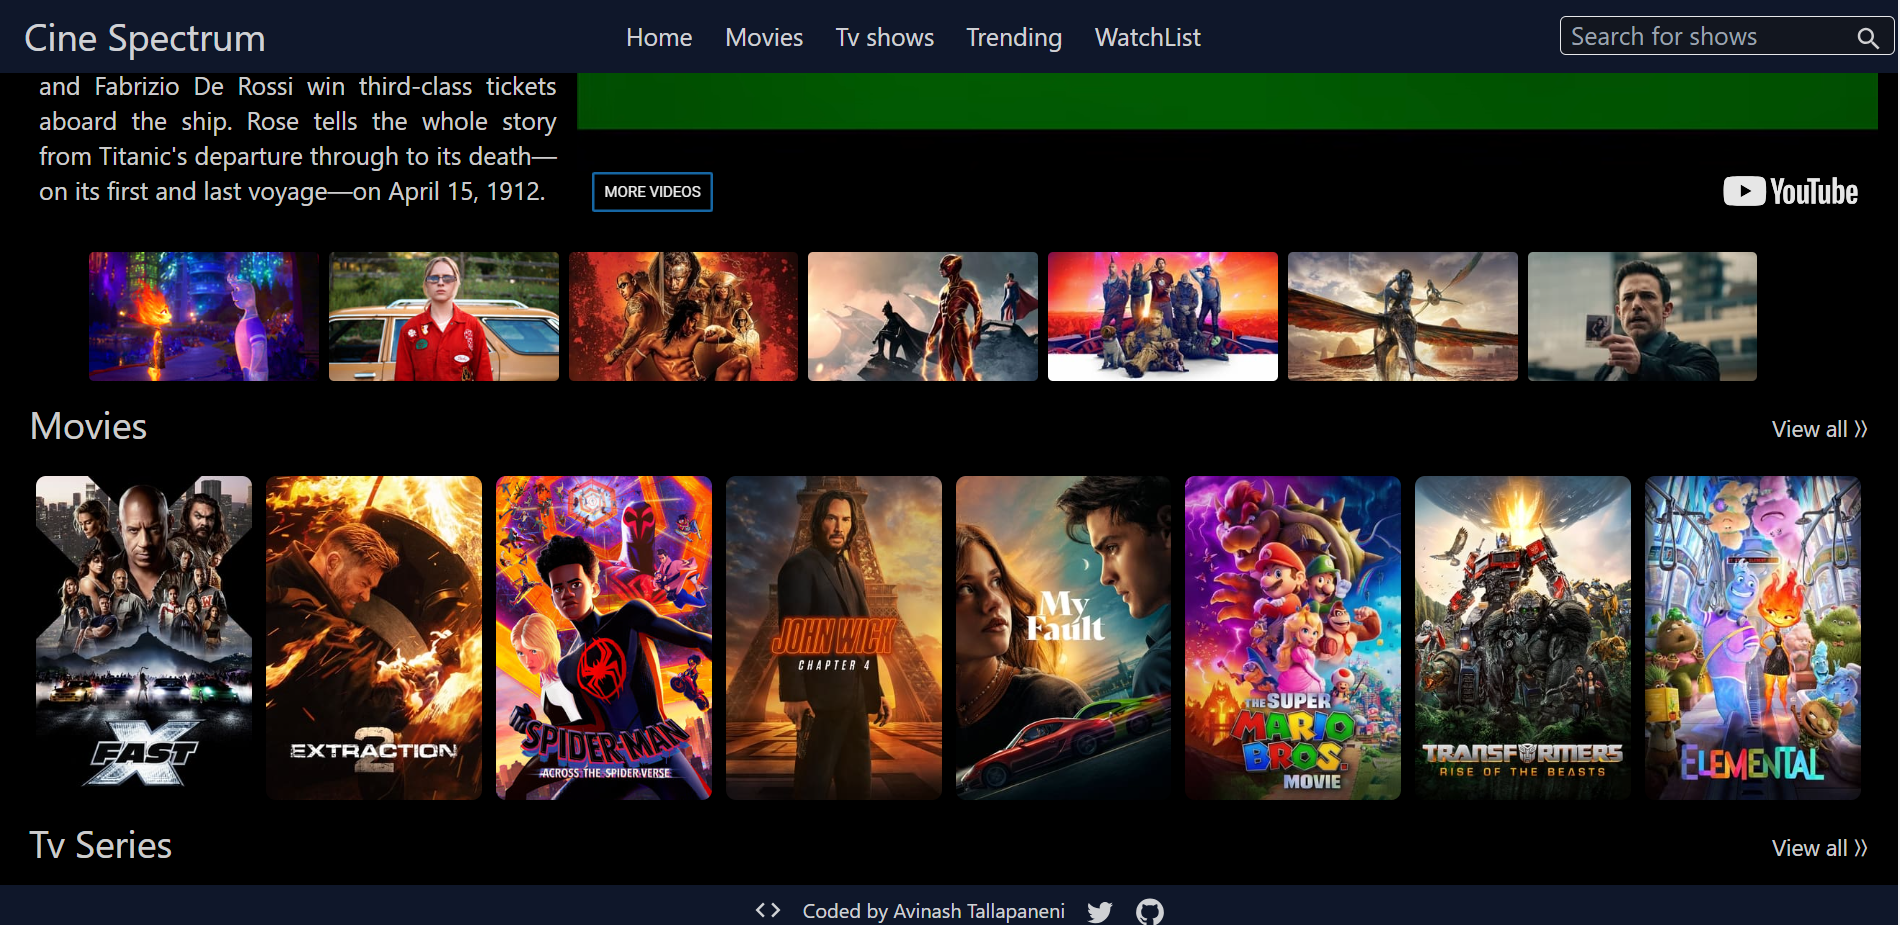 Cine Spectrum
Home Movies Tv shows Trending WatchList
Search for shows
and Fabrizio De Rossi win third-class tickets
aboard the ship. Rose tells the whole story
from Titanic's departure through to its death—
on its first and last voyage—on April 15, 1912.
MORE VIDEOS
YouTube
Movies
View all
FAST X
EXTRACTION 2
SPIDER-MAN
ACROSS THE SPIDER-VERSE
JOHN WICK
CHAPTER 4
My
Fault
THE SUPER
MARIO
BROS.
MOVIE
TRANSFORMERS
RISE OF THE BEASTS
ELEMENTAL
Tv Series
View all
Coded by Avinash Tallapaneni